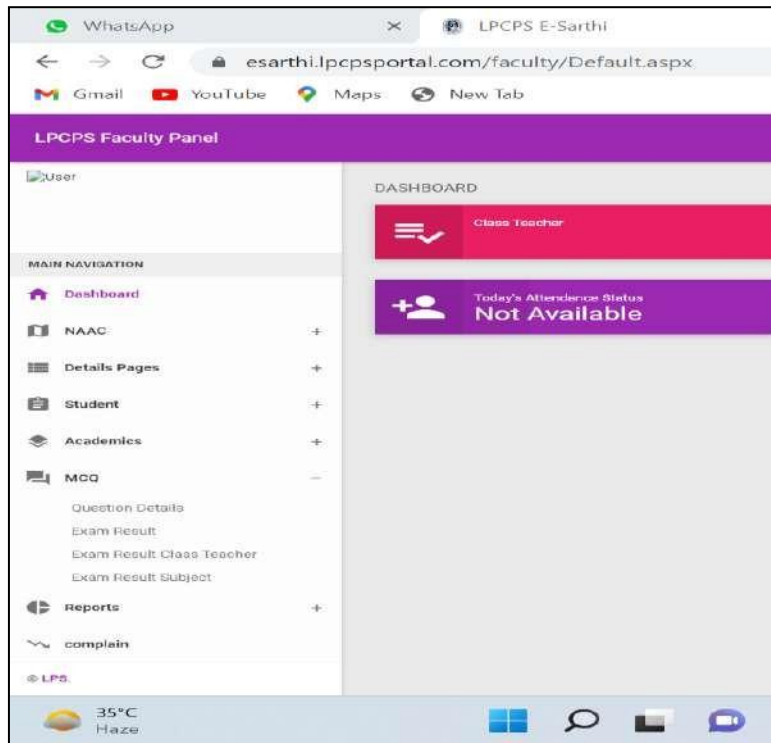 WhatsApp
LPCPS E-Sarthi
esarthi.lpcpsportal.com/faculty/Default.aspx
Gmail YouTube Maps New Tab
LPCPS Faculty Panel
User
DASHBOARD
Class Teacher
MAIN NAVIGATION
Dashboard
Today's Attendence Status
Not Available
NAAC
Details Pages
Student
Academics
MCQ
Question Details
Exam Result
Exam Result Class Teacher
Exam Result Subject
Reports
complain
© LPS.
35°C
Haze